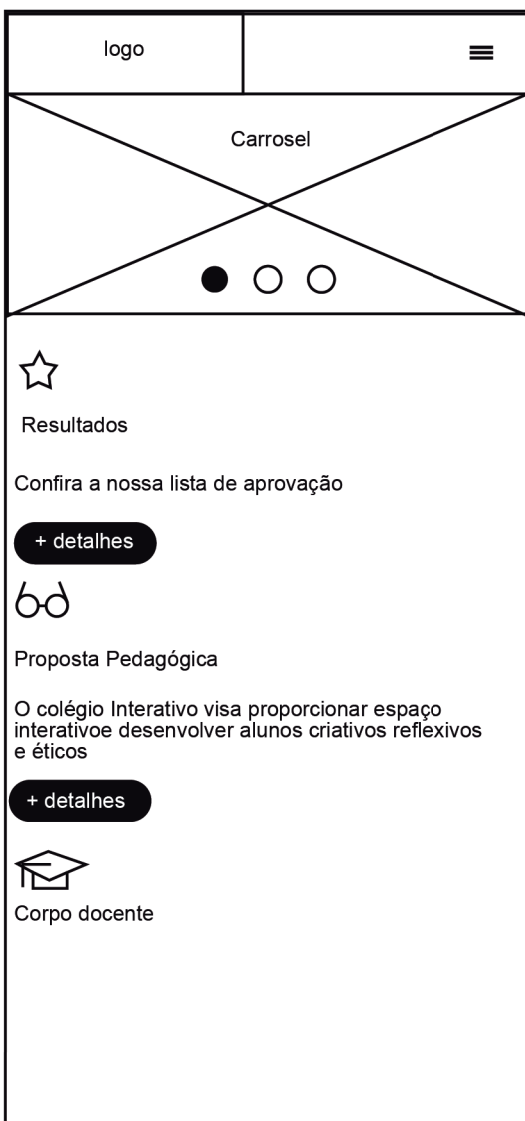 logo
Carrosel
Resultados
Confira a nossa lista de aprovação
+ detalhes
Proposta Pedagógica
O colégio Interativo visa proporcionar espaço
interativoe desenvolver alunos criativos reflexivos
e éticos
+ detalhes
Corpo docente